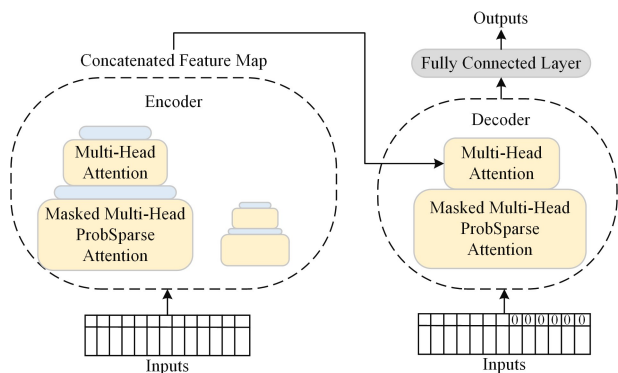 Outputs
Concatenated Feature Map
Fully Connected Layer
Encoder
Decoder
Multi-Head
Attention
Masked Multi-Head
ProbSparse
Attention
Multi-Head
Attention
Masked Multi-Head
ProbSparse
Attention
0 0 0 0 0 0
Inputs
Inputs